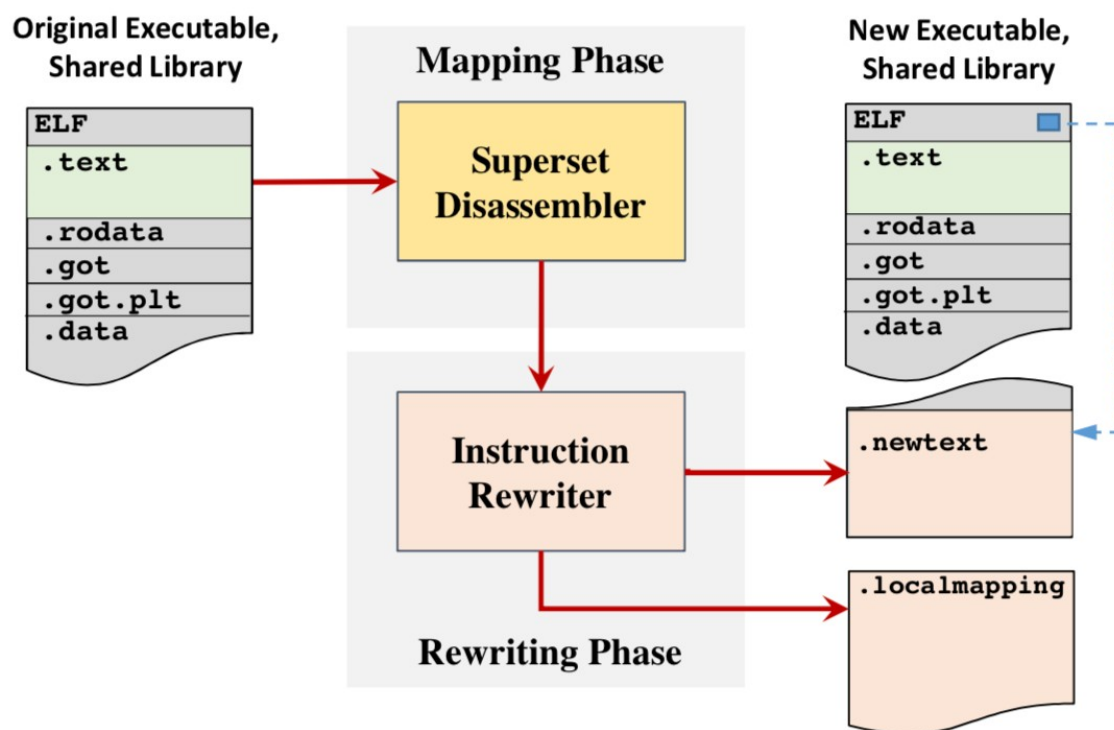 Original Executable,
Shared Library
ELF
.text
.rodata
.got
.got.plt
.data
Mapping Phase
Superset
Disassembler
Instruction
Rewriter
Rewriting Phase
New Executable,
Shared Library
ELF
.text
.rodata
.got
.got.plt
.data
.newtext
.localmapping